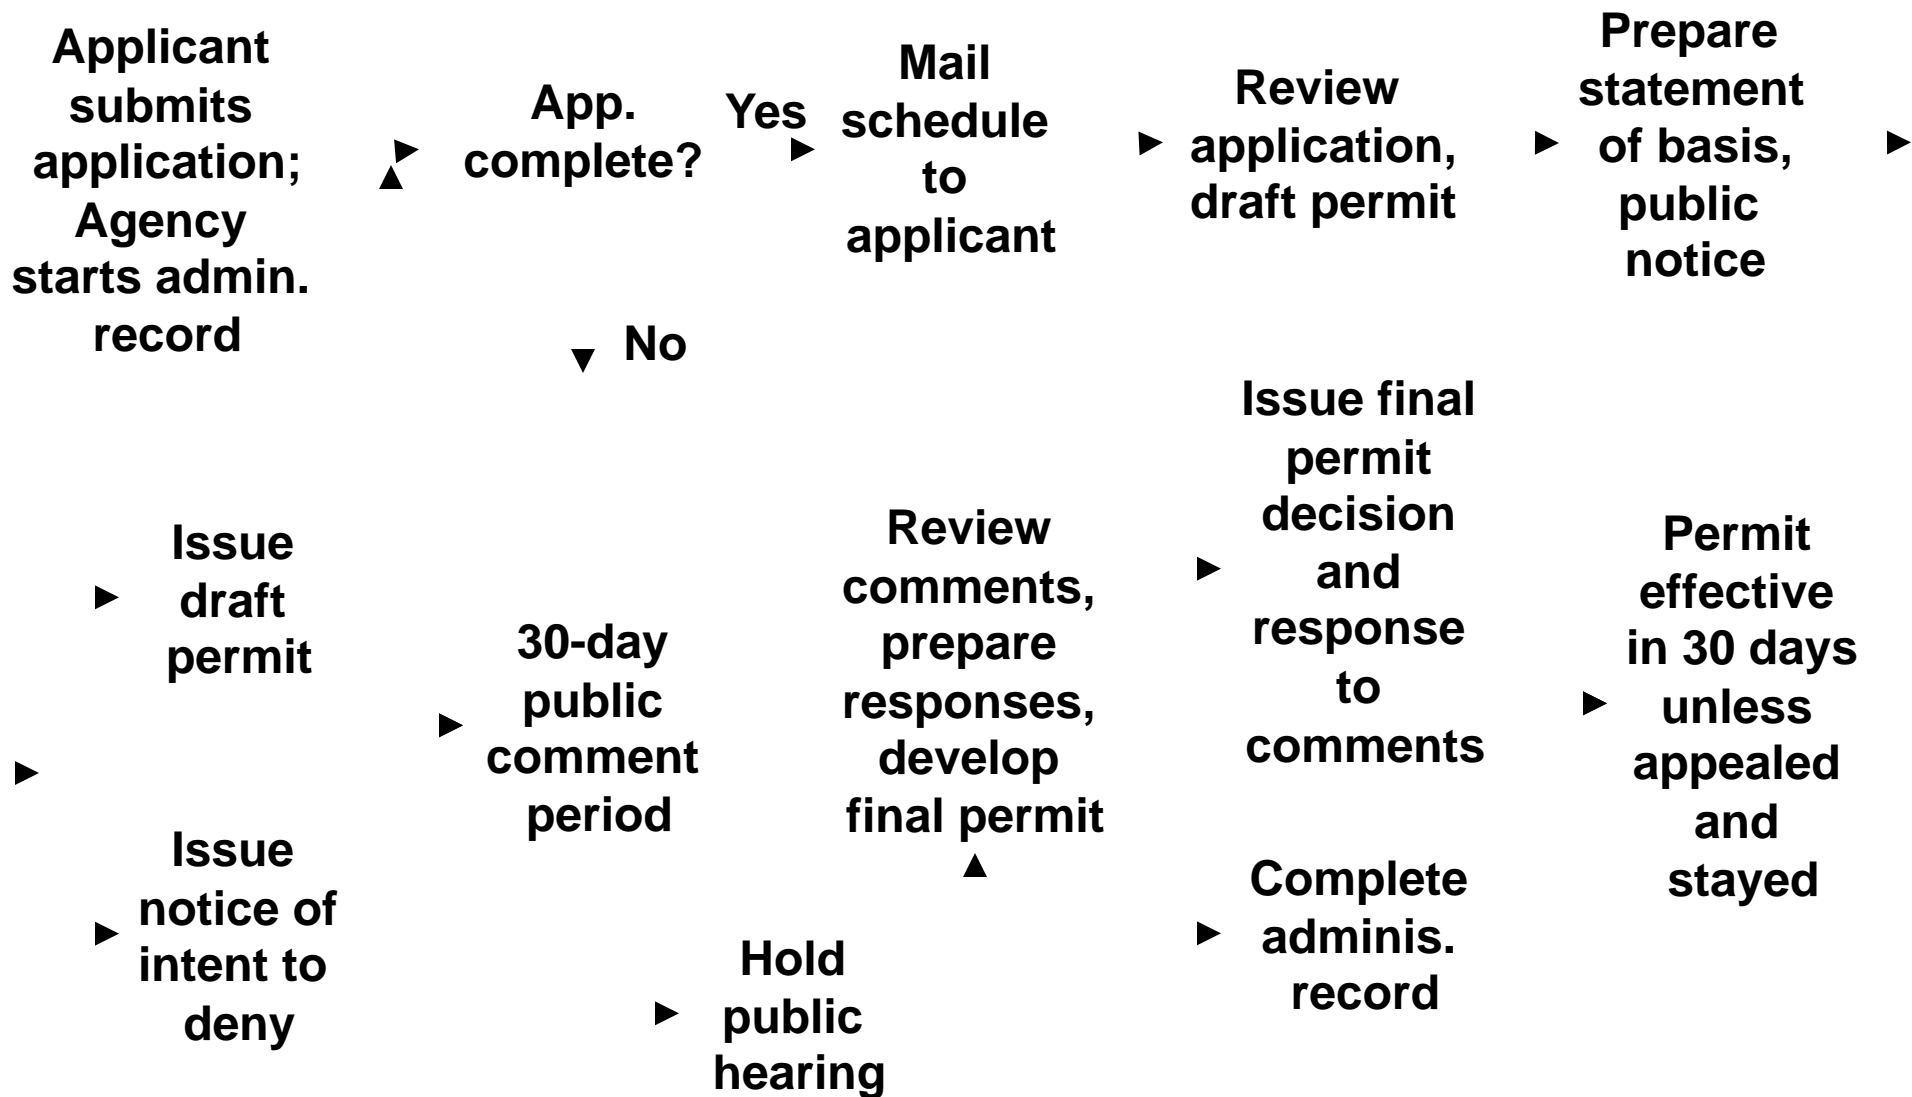 Applicant
submits
application;
Agency
starts admin.
record
App.
complete?
Yes
No
Mail
schedule
to
applicant
Review
application,
draft permit
Prepare
statement
of basis,
public
notice
Issue
draft
permit
Issue
notice of
intent to
deny
30-day
public
comment
period
Hold
public
hearing
Review
comments,
prepare
responses,
develop
final permit
Issue final
permit
decision
and
response
to
comments
Complete
adminis.
record
Permit
effective
in 30 days
unless
appealed
and
stayed